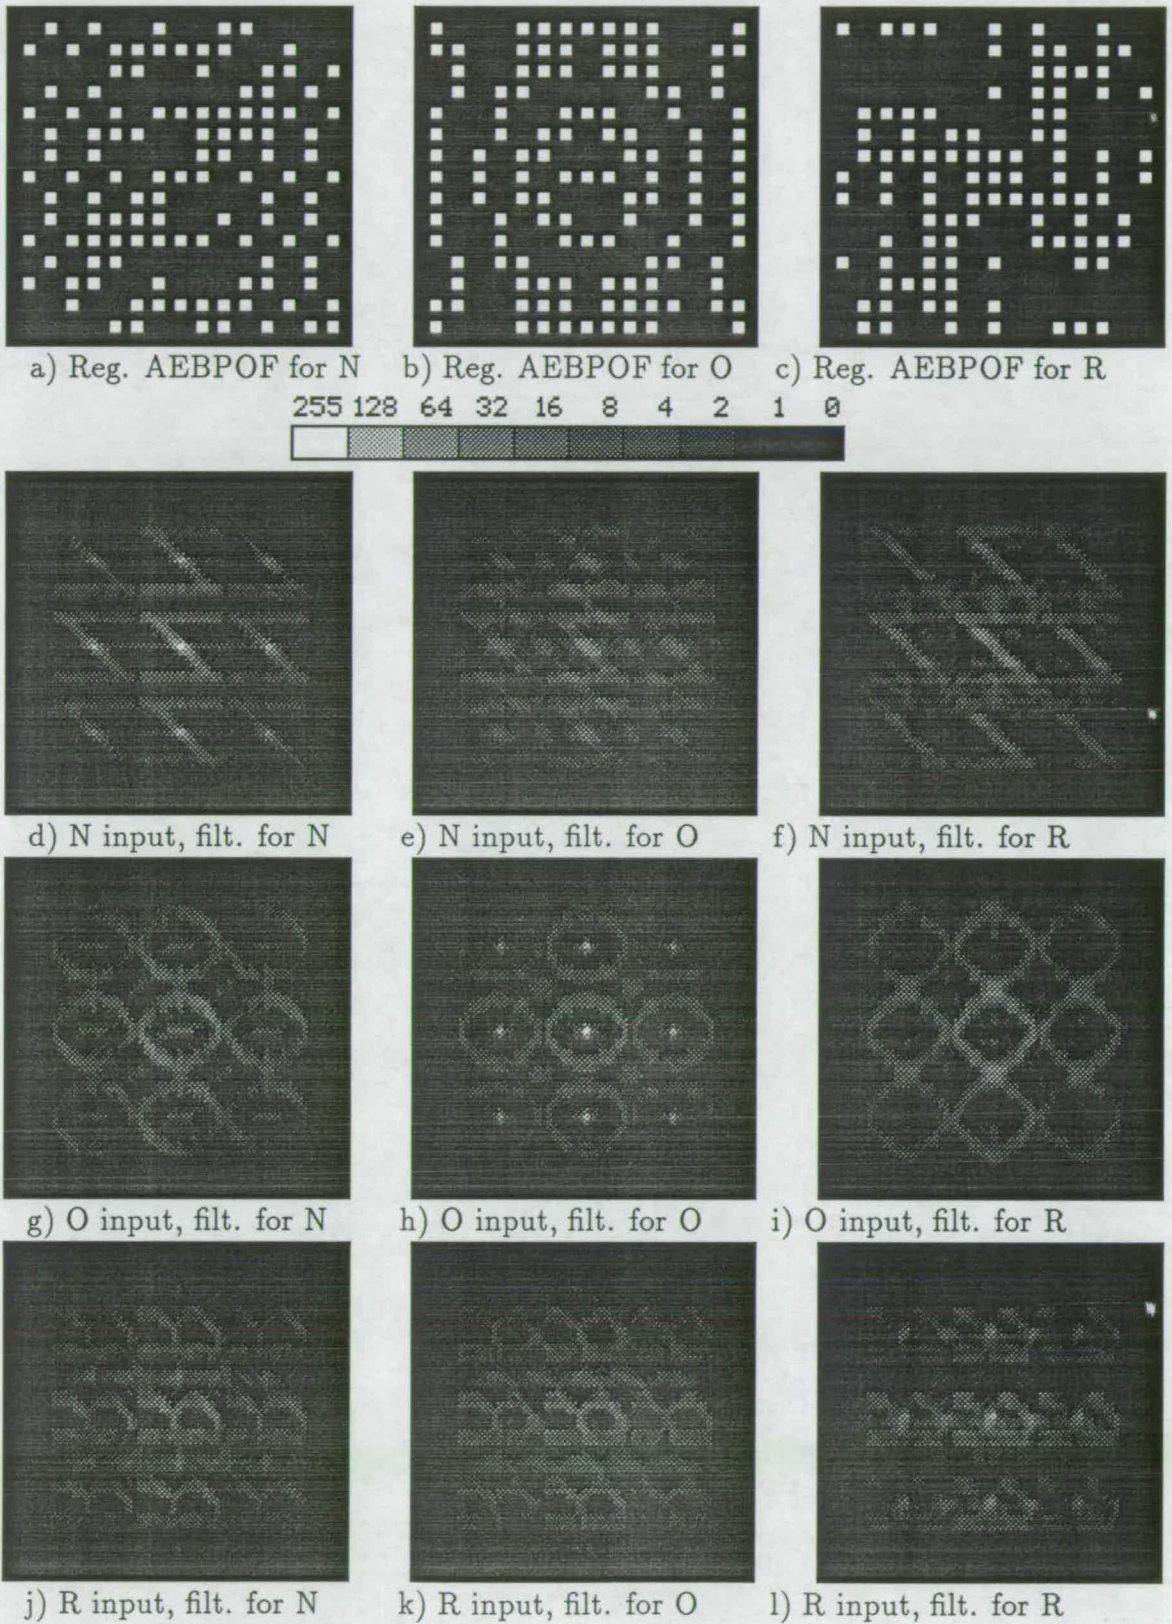 a) Reg. AEBPOF for N b) Reg. AEBPOF for O c) Reg. AEBPOF for R
255 128 64 32 16 8 4 2 1 0
d) N input, filt. for N e) N input, filt. for O f) N input, filt. for R
g) O input, filt. for N h) O input, filt. for O i) O input, filt. for R
j) R input, filt. for N k) R input, filt. for O l) R input, filt. for R